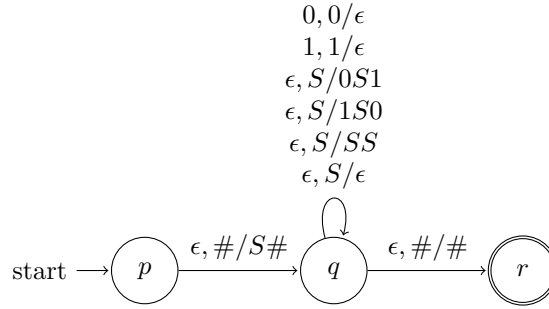 0, 0/ϵ
1, 1/ϵ
ϵ, S/0S1
ϵ, S/1S0
ϵ, S/SS
ϵ, S/ϵ
start p ϵ, #/S# q ϵ, #/# r